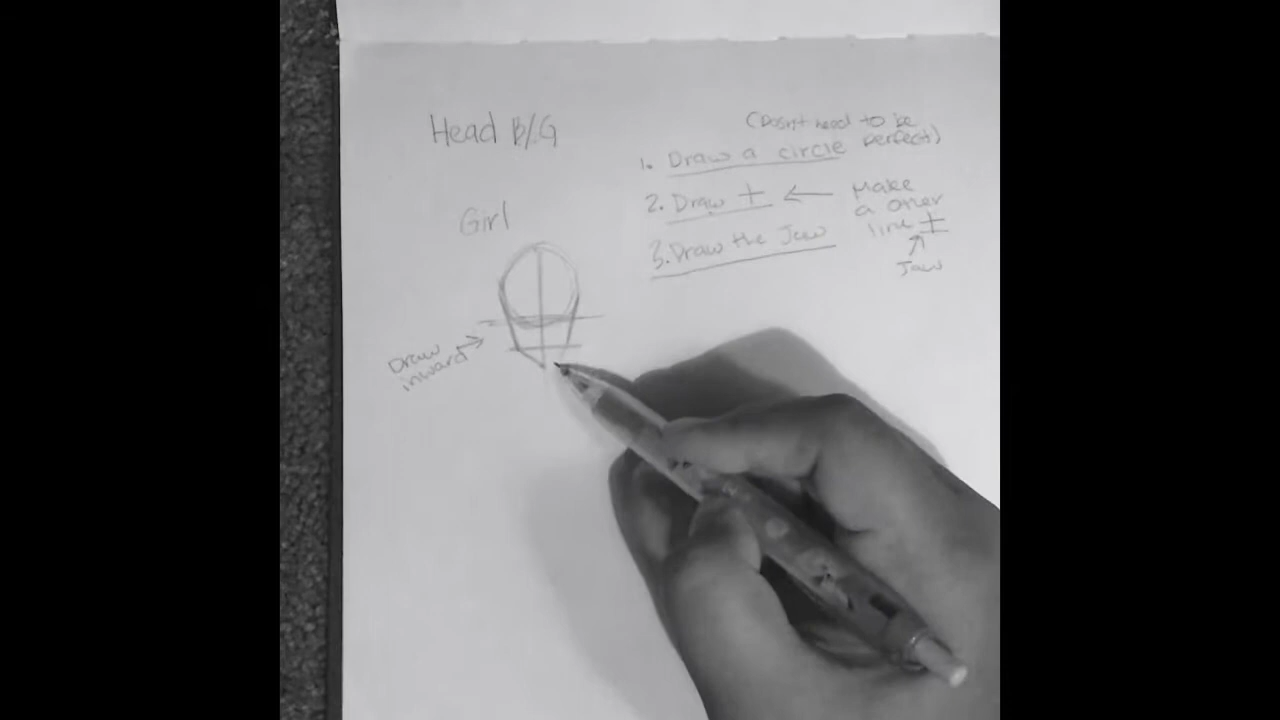 Head B/G
(Doesn't need to be
perfect)
1. Draw a circle
2. Draw + ← Make
a other
line ±
↑
Jaw
3. Draw the Jaw
Girl
Draw →
inward